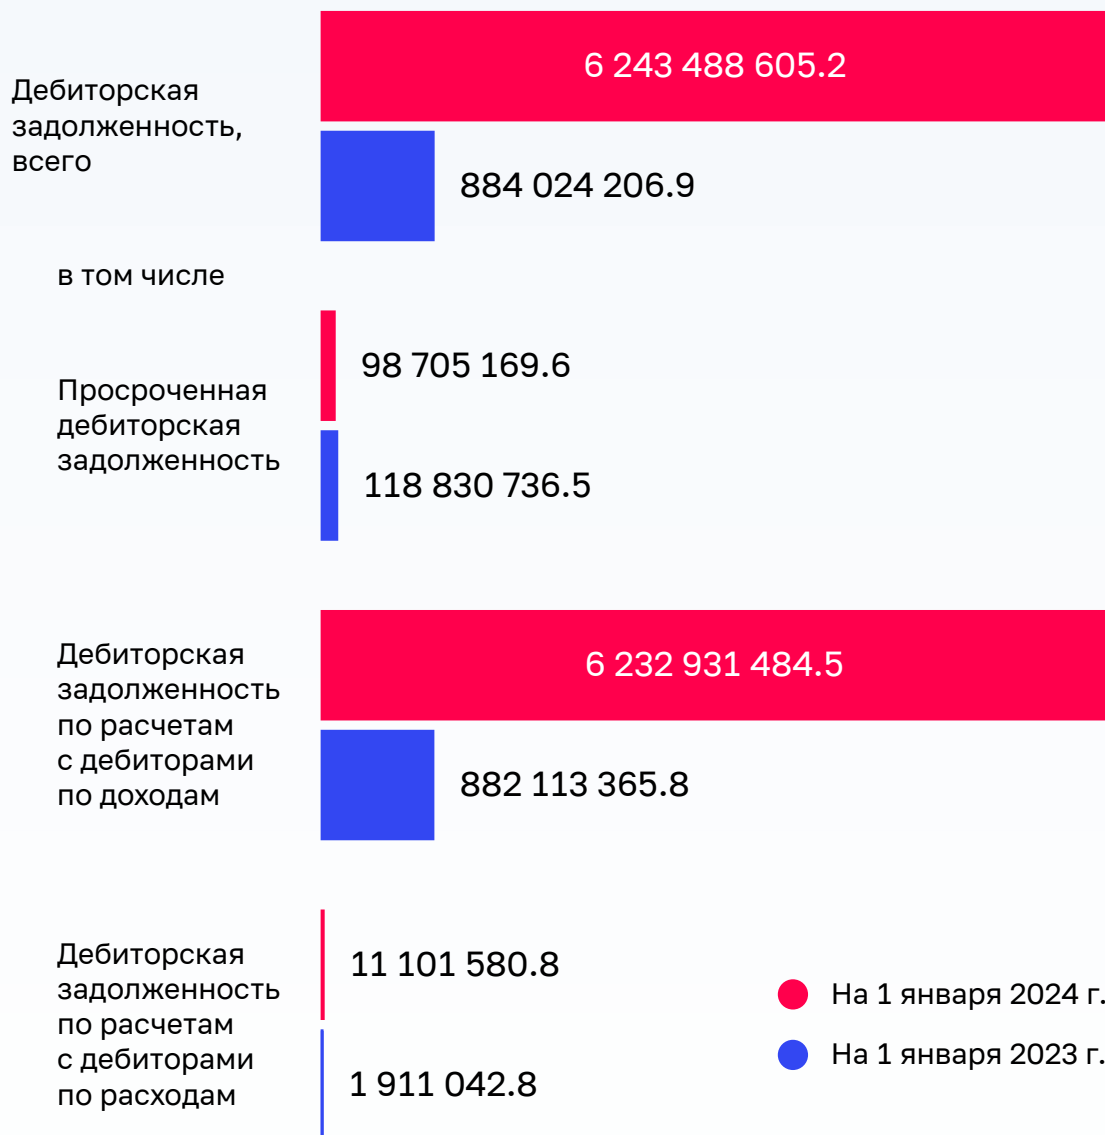 Дебиторская
задолженность,
всего
6 243 488 605.2
884 024 206.9
в том числе
Просроченная
дебиторская
задолженность
98 705 169.6
118 830 736.5
Дебиторская
задолженность
по расчетам
с дебиторами
по доходам
6 232 931 484.5
882 113 365.8
Дебиторская
задолженность
по расчетам
с дебиторами
по расходам
11 101 580.8
1 911 042.8
На 1 января 2024 г.
На 1 января 2023 г.